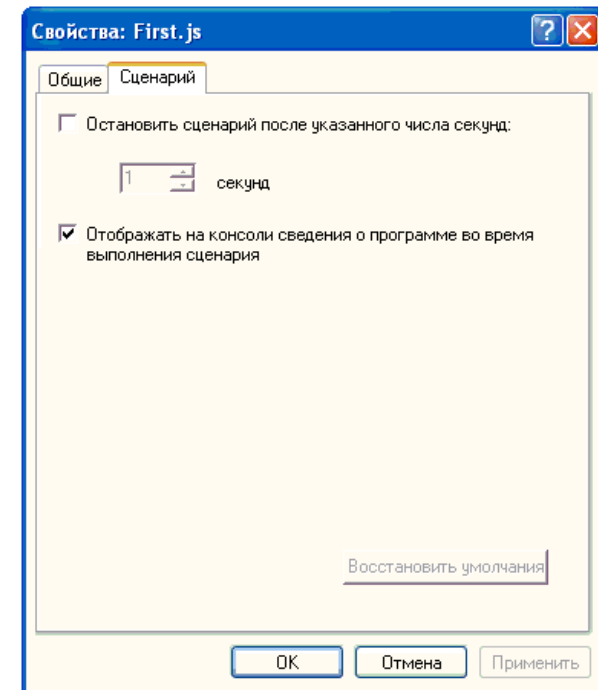 Свойства: First.js
Общие
Сценарий
Остановить сценарий после указанного числа секунд:
1
секунд
Отображать на консоли сведения о программе во время
выполнения сценария
Восстановить умолчания
OK
Отмена
Применить